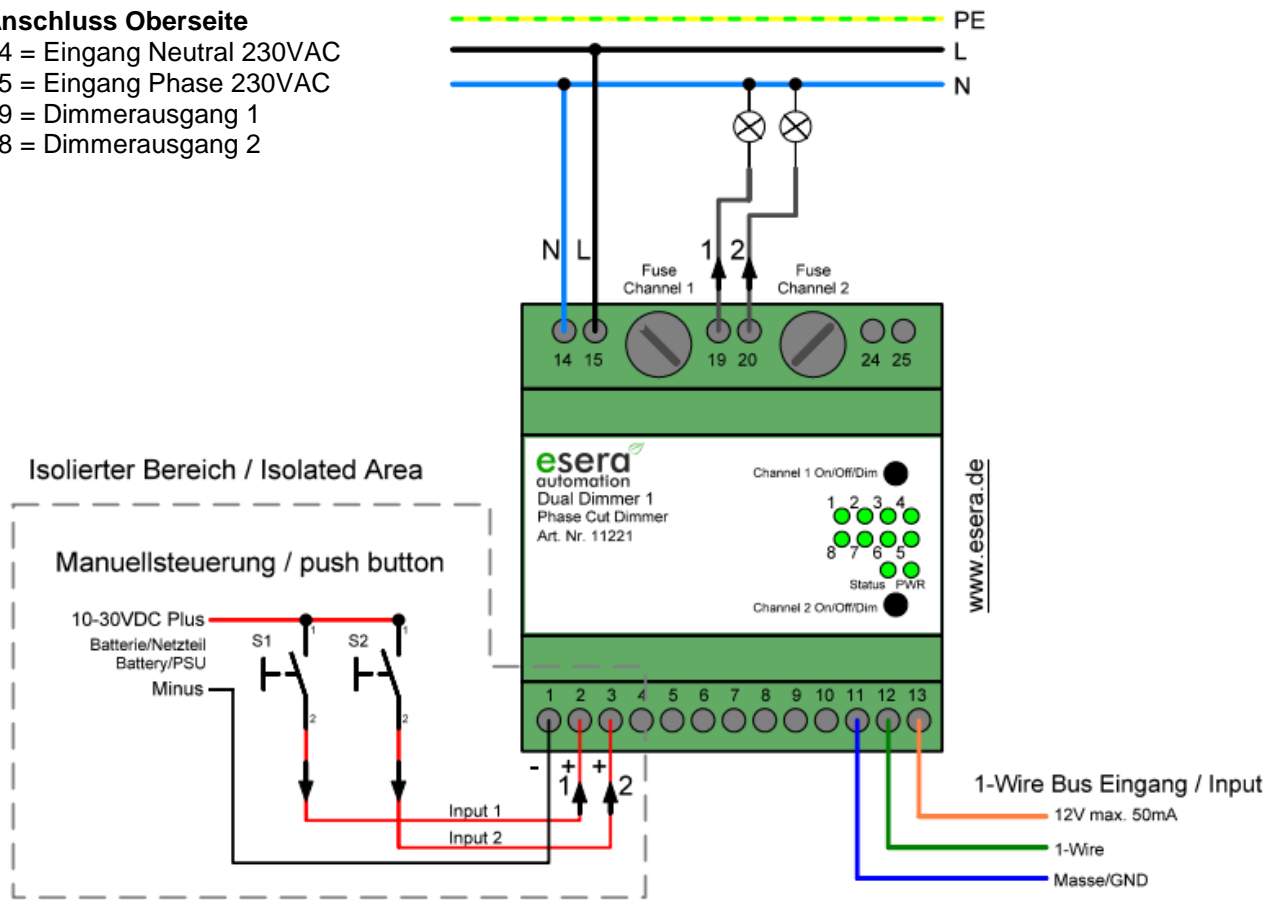 nschluss Oberseite
4 = Eingang Neutral 230VAC
5 = Eingang Phase 230VAC
9 = Dimmerausgang 1
8 = Dimmerausgang 2
PE
L
N
N L
1 2
Fuse
Channel 1
Fuse
Channel 2
14 15 19 20 24 25
esera
automation
Dual Dimmer 1
Phase Cut Dimmer
Art. Nr. 11221
Channel 1 On/Off/Dim
1 2 3 4
8 7 6 5
Status PWR
Channel 2 On/Off/Dim
www.esera.de
Isolierter Bereich / Isolated Area
Manuellsteuerung / push button
10-30VDC Plus
Batterie/Netzteil
Battery/PSU
Minus
S1
1
2
S2
1
2
1 2 3 4 5 6 7 8 9 10 11 12 13
- + +
1 2
Input 1
Input 2
1-Wire Bus Eingang / Input
12V max. 50mA
1-Wire
Masse/GND